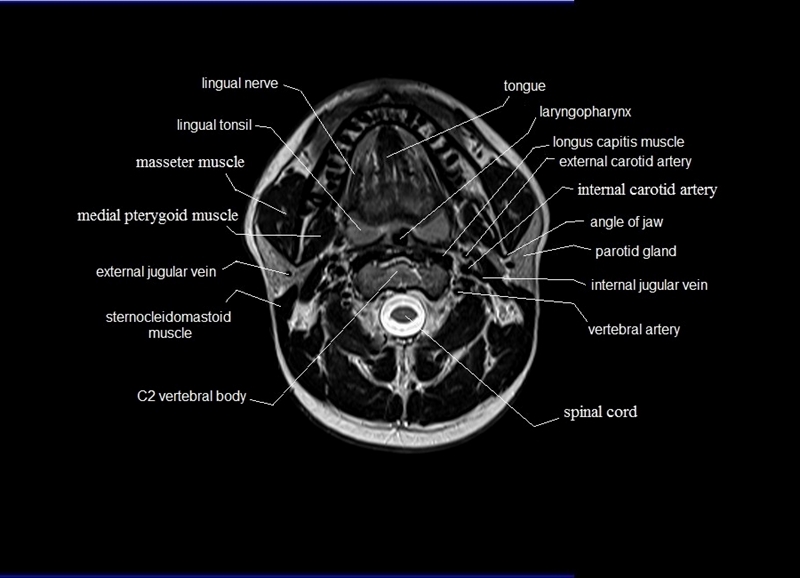 lingual nerve
lingual tonsil
masseter muscle
medial pterygoid muscle
external jugular vein
sternocleidomastoid
muscle
C2 vertebral body
tongue
laryngopharynx
longus capitis muscle
external carotid artery
internal carotid artery
angle of jaw
parotid gland
internal jugular vein
vertebral artery
spinal cord